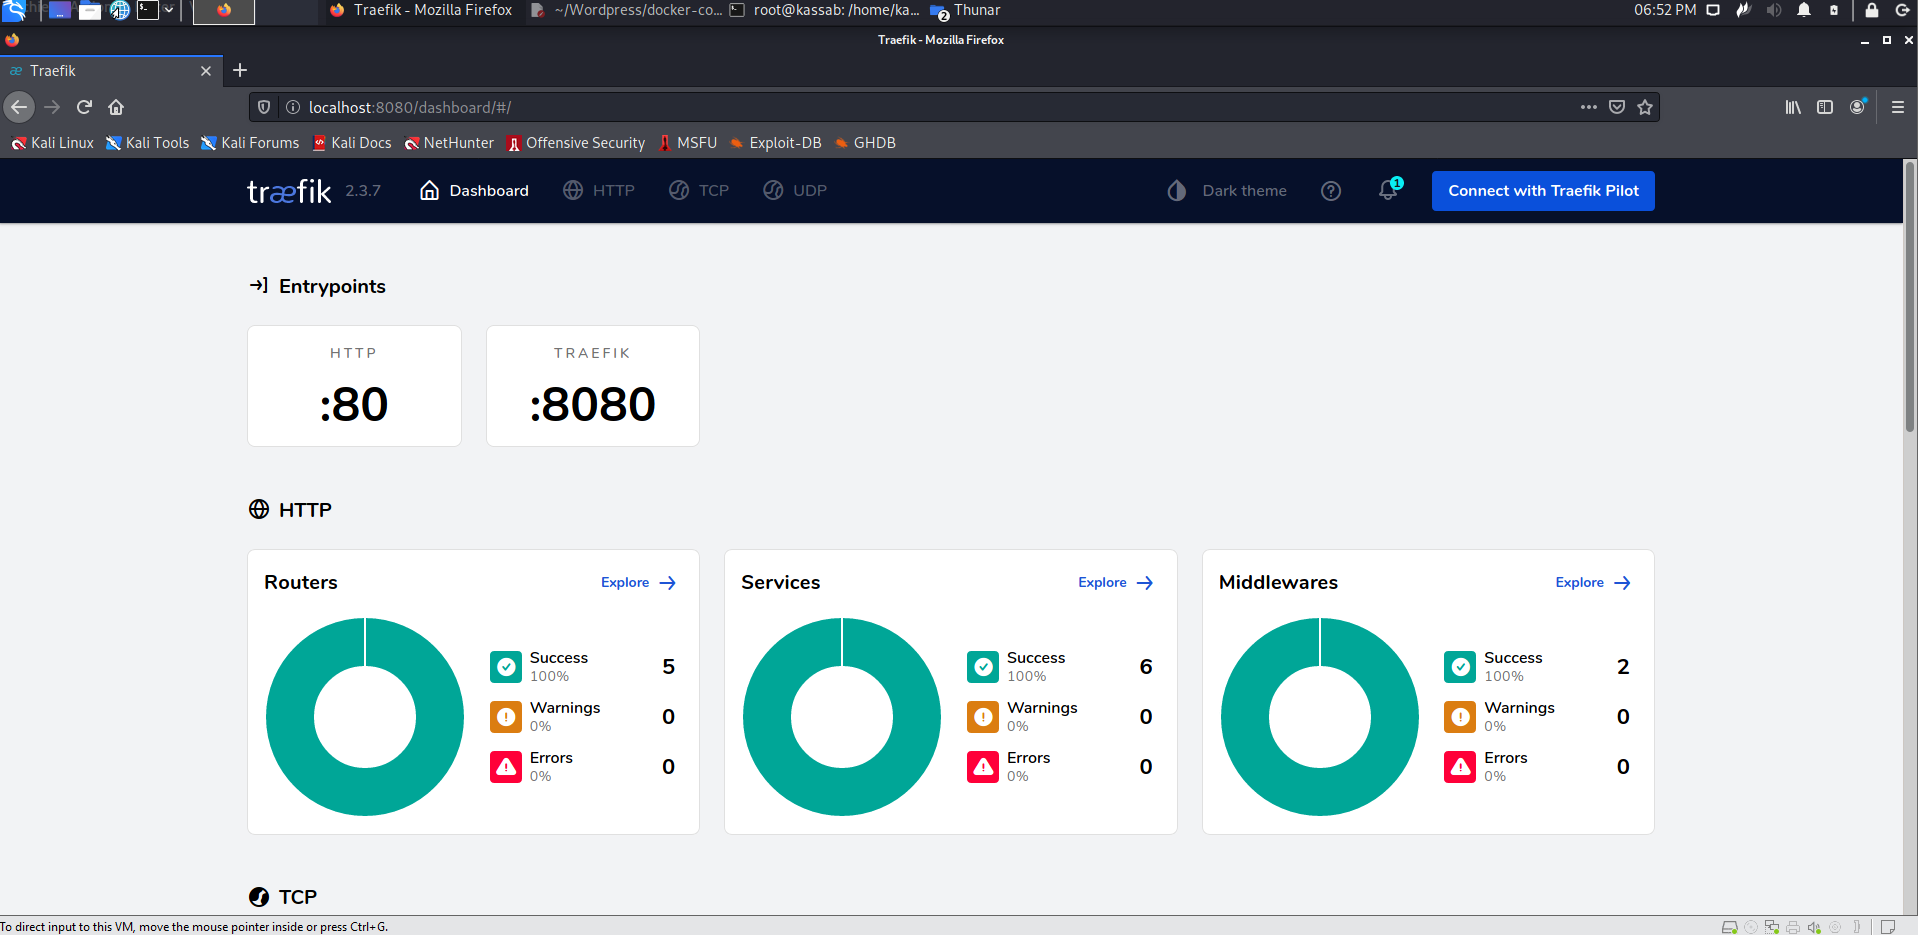 Traefik - Mozilla Firefox
~/Wordpress/docker-co...
root@kassab: /home/ka...
2
Thunar
06:52 PM
Traefik - Mozilla Firefox
Traefik
localhost:8080/dashboard/#/
Kali Linux
Kali Tools
Kali Forums
Kali Docs
NetHunter
Offensive Security
MSFU
Exploit-DB
GHDB
træfik 2.3.7
Dashboard
HTTP
TCP
UDP
Dark theme
1
Connect with Traefik Pilot
Entrypoints
HTTP
:80
TRAEFIK
:8080
HTTP
Routers
Explore
Success
100%
5
Warnings
0%
0
Errors
0%
0
Services
Explore
Success
100%
6
Warnings
0%
0
Errors
0%
0
Middlewares
Explore
Success
100%
2
Warnings
0%
0
Errors
0%
0
TCP
To direct input to this VM, move the mouse pointer inside or press Ctrl+G.